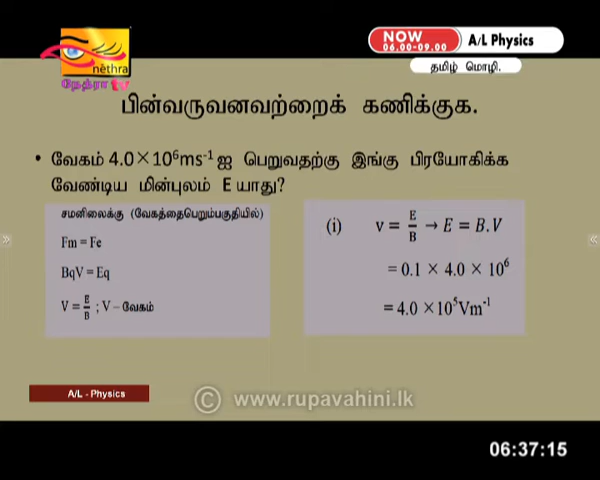 NOW
06.00-09.00
A/L Physics
தமிழ் மொழி.
nethra
நேத்ரா tv
பின்வருவனவற்றைக் கணிக்குக.
• வேகம் 4.0×10⁶ms⁻¹ ஐ பெறுவதற்கு இங்கு பிரயோகிக்க
வேண்டிய மின்புலம் E யாது?
சமனிலைக்கு (வேகத்தைபெறும்பகுதியில்)
Fm = Fe
BqV = Eq
V = E/B ; V – வேகம்
(i) v = E/B → E = B.V
= 0.1 × 4.0 × 10⁶
= 4.0 ×10⁵Vm⁻¹
A/L - Physics
© www.rupavahini.lk
06:37:15